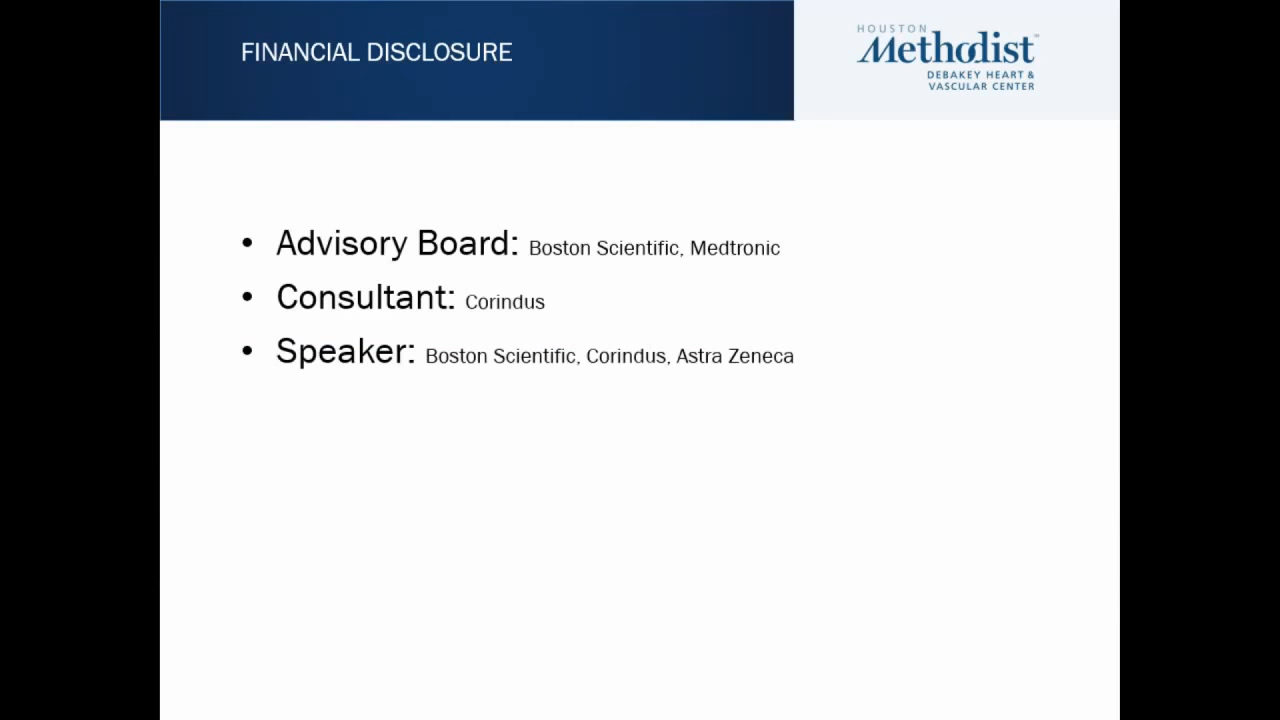 FINANCIAL DISCLOSURE
HOUSTON
Methodist
DEBAKEY HEART &
VASCULAR CENTER
• Advisory Board: Boston Scientific, Medtronic
• Consultant: Corindus
• Speaker: Boston Scientific, Corindus, Astra Zeneca